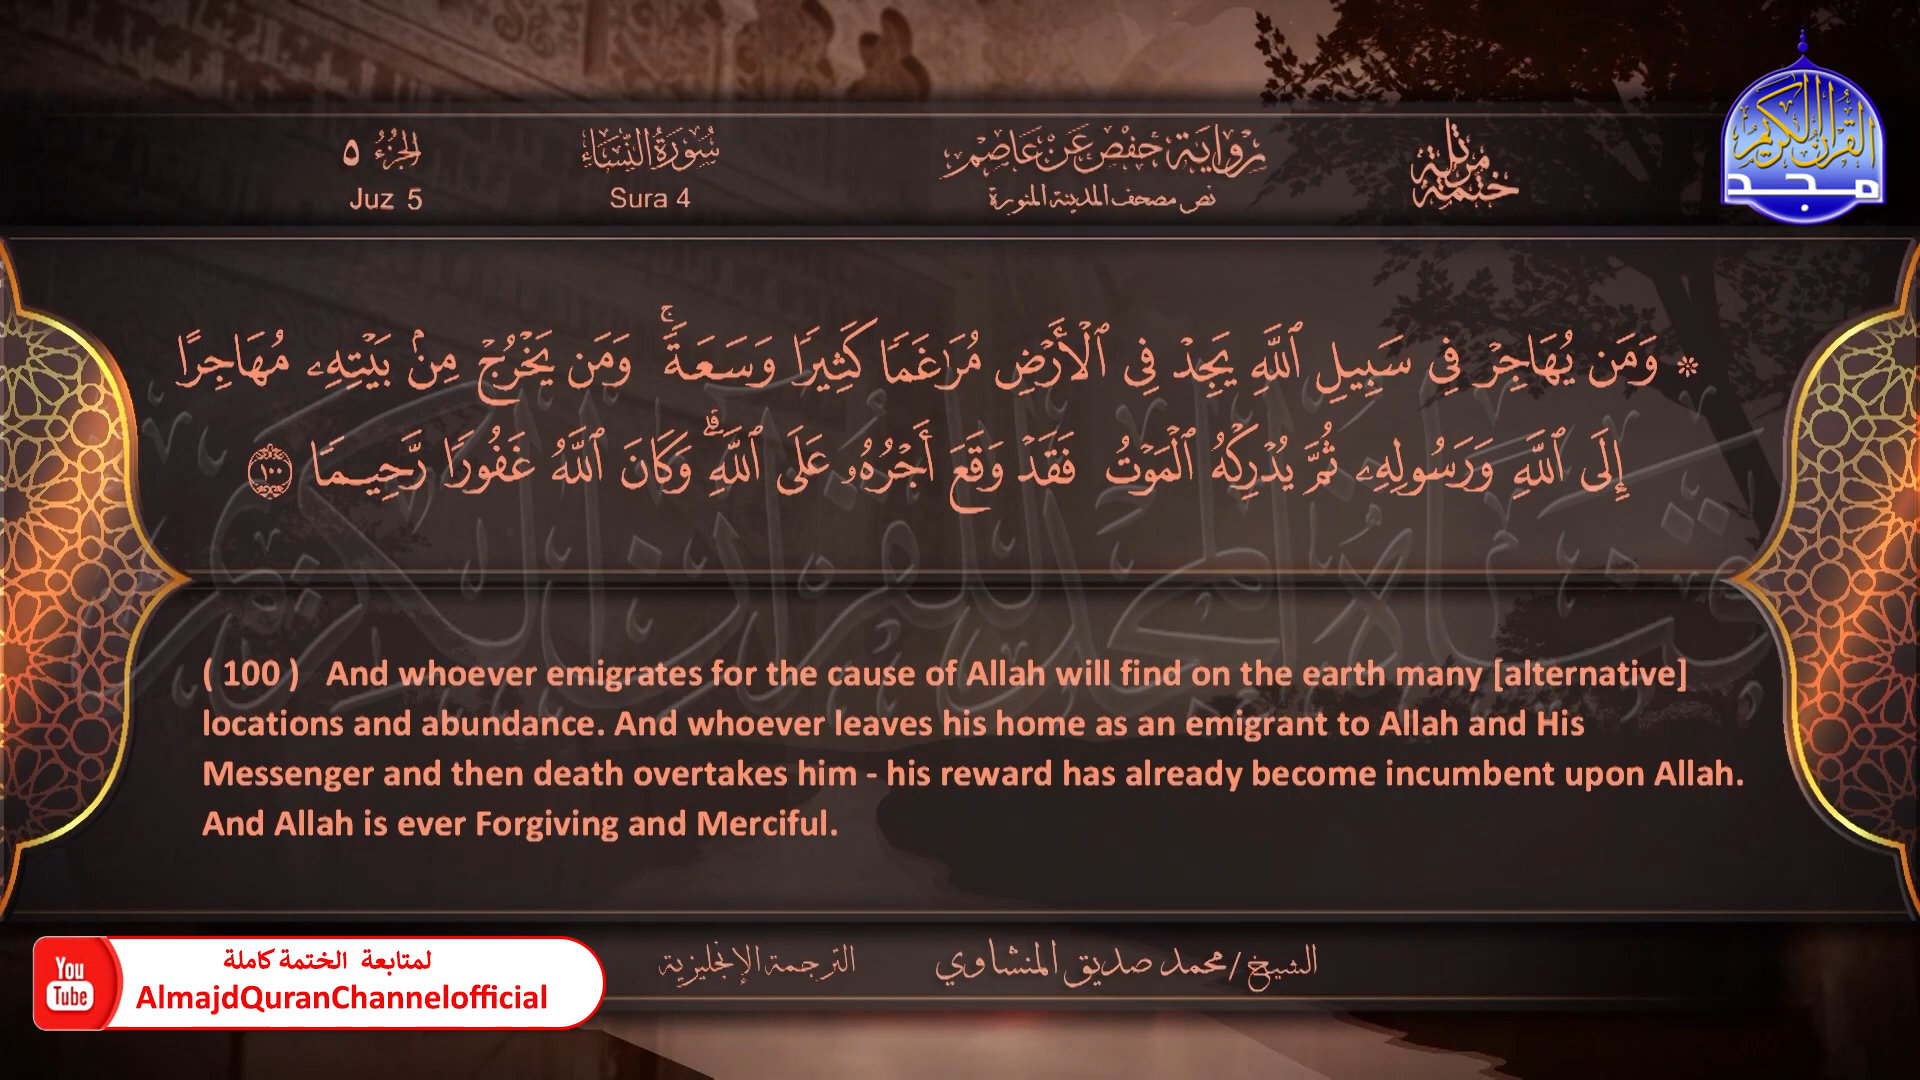 ختمة مرتلة
رِوَايَة حَفْص عَنْ عَاصِم
نص مصحف المدينة المنورة
سُورَةُ النِّسَاءِ
Sura 4
الجُزْءُ ٥
Juz 5
القرآن الكريم
مجد
۞ وَمَن يُهَاجِرْ فِي سَبِيلِ ٱللَّهِ يَجِدْ فِي ٱلْأَرْضِ مُرَٰغَمًا كَثِيرًا وَسَعَةً ۚ وَمَن يَخْرُجْ مِنۢ بَيْتِهِۦ مُهَاجِرًا
إِلَى ٱللَّهِ وَرَسُولِهِۦ ثُمَّ يُدْرِكْهُ ٱلْمَوْتُ فَقَدْ وَقَعَ أَجْرُهُۥ عَلَى ٱللَّهِ ۗ وَكَانَ ٱللَّهُ غَفُورًا رَّحِيمًا ١٠٠
( 100 ) And whoever emigrates for the cause of Allah will find on the earth many [alternative]
locations and abundance. And whoever leaves his home as an emigrant to Allah and His
Messenger and then death overtakes him - his reward has already become incumbent upon Allah.
And Allah is ever Forgiving and Merciful.
الشيخ / محمد صديق المنشاوي
الترجمة الإنجليزية
You
Tube
لمتابعة الختمة كاملة
AlmajdQuranChannelofficial